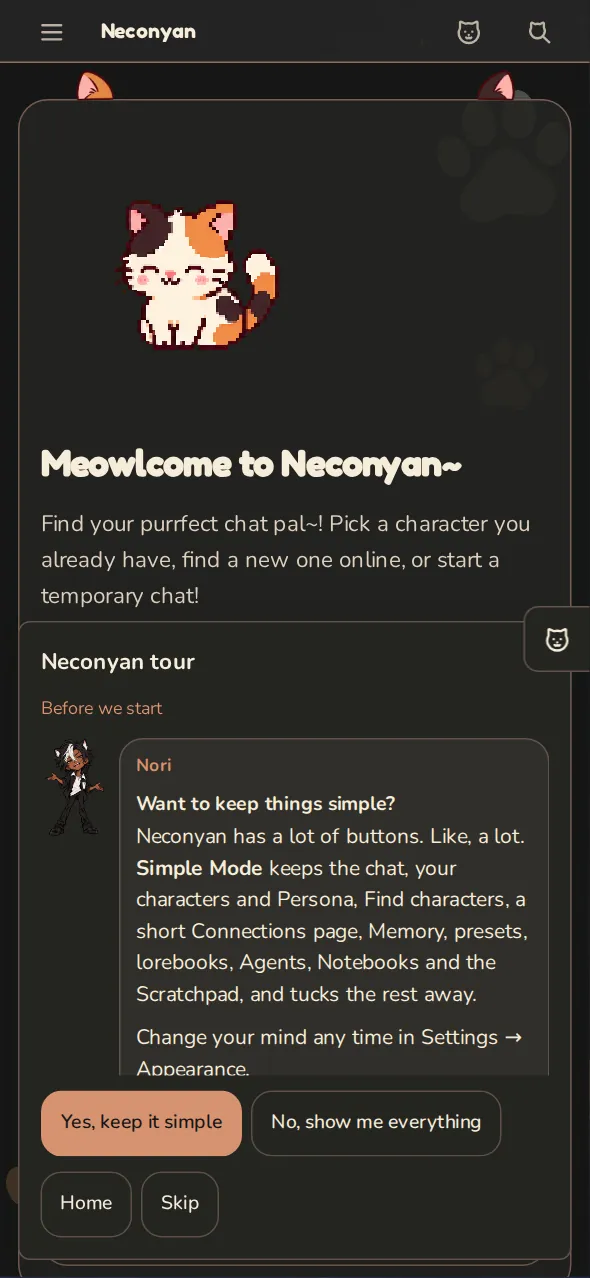 Neconyan
Meowlcome to Neconyan~
Find your purrfect chat pal~! Pick a character you
already have, find a new one online, or start a
temporary chat!
Neconyan tour
Before we start
Nori
Want to keep things simple?
Neconyan has a lot of buttons. Like, a lot.
Simple Mode keeps the chat, your
characters and Persona, Find characters, a
short Connections page, Memory, presets,
lorebooks, Agents, Notebooks and the
Scratchpad, and tucks the rest away.
Change your mind any time in Settings →
Appearance.
Yes, keep it simple
No, show me everything
Home
Skip